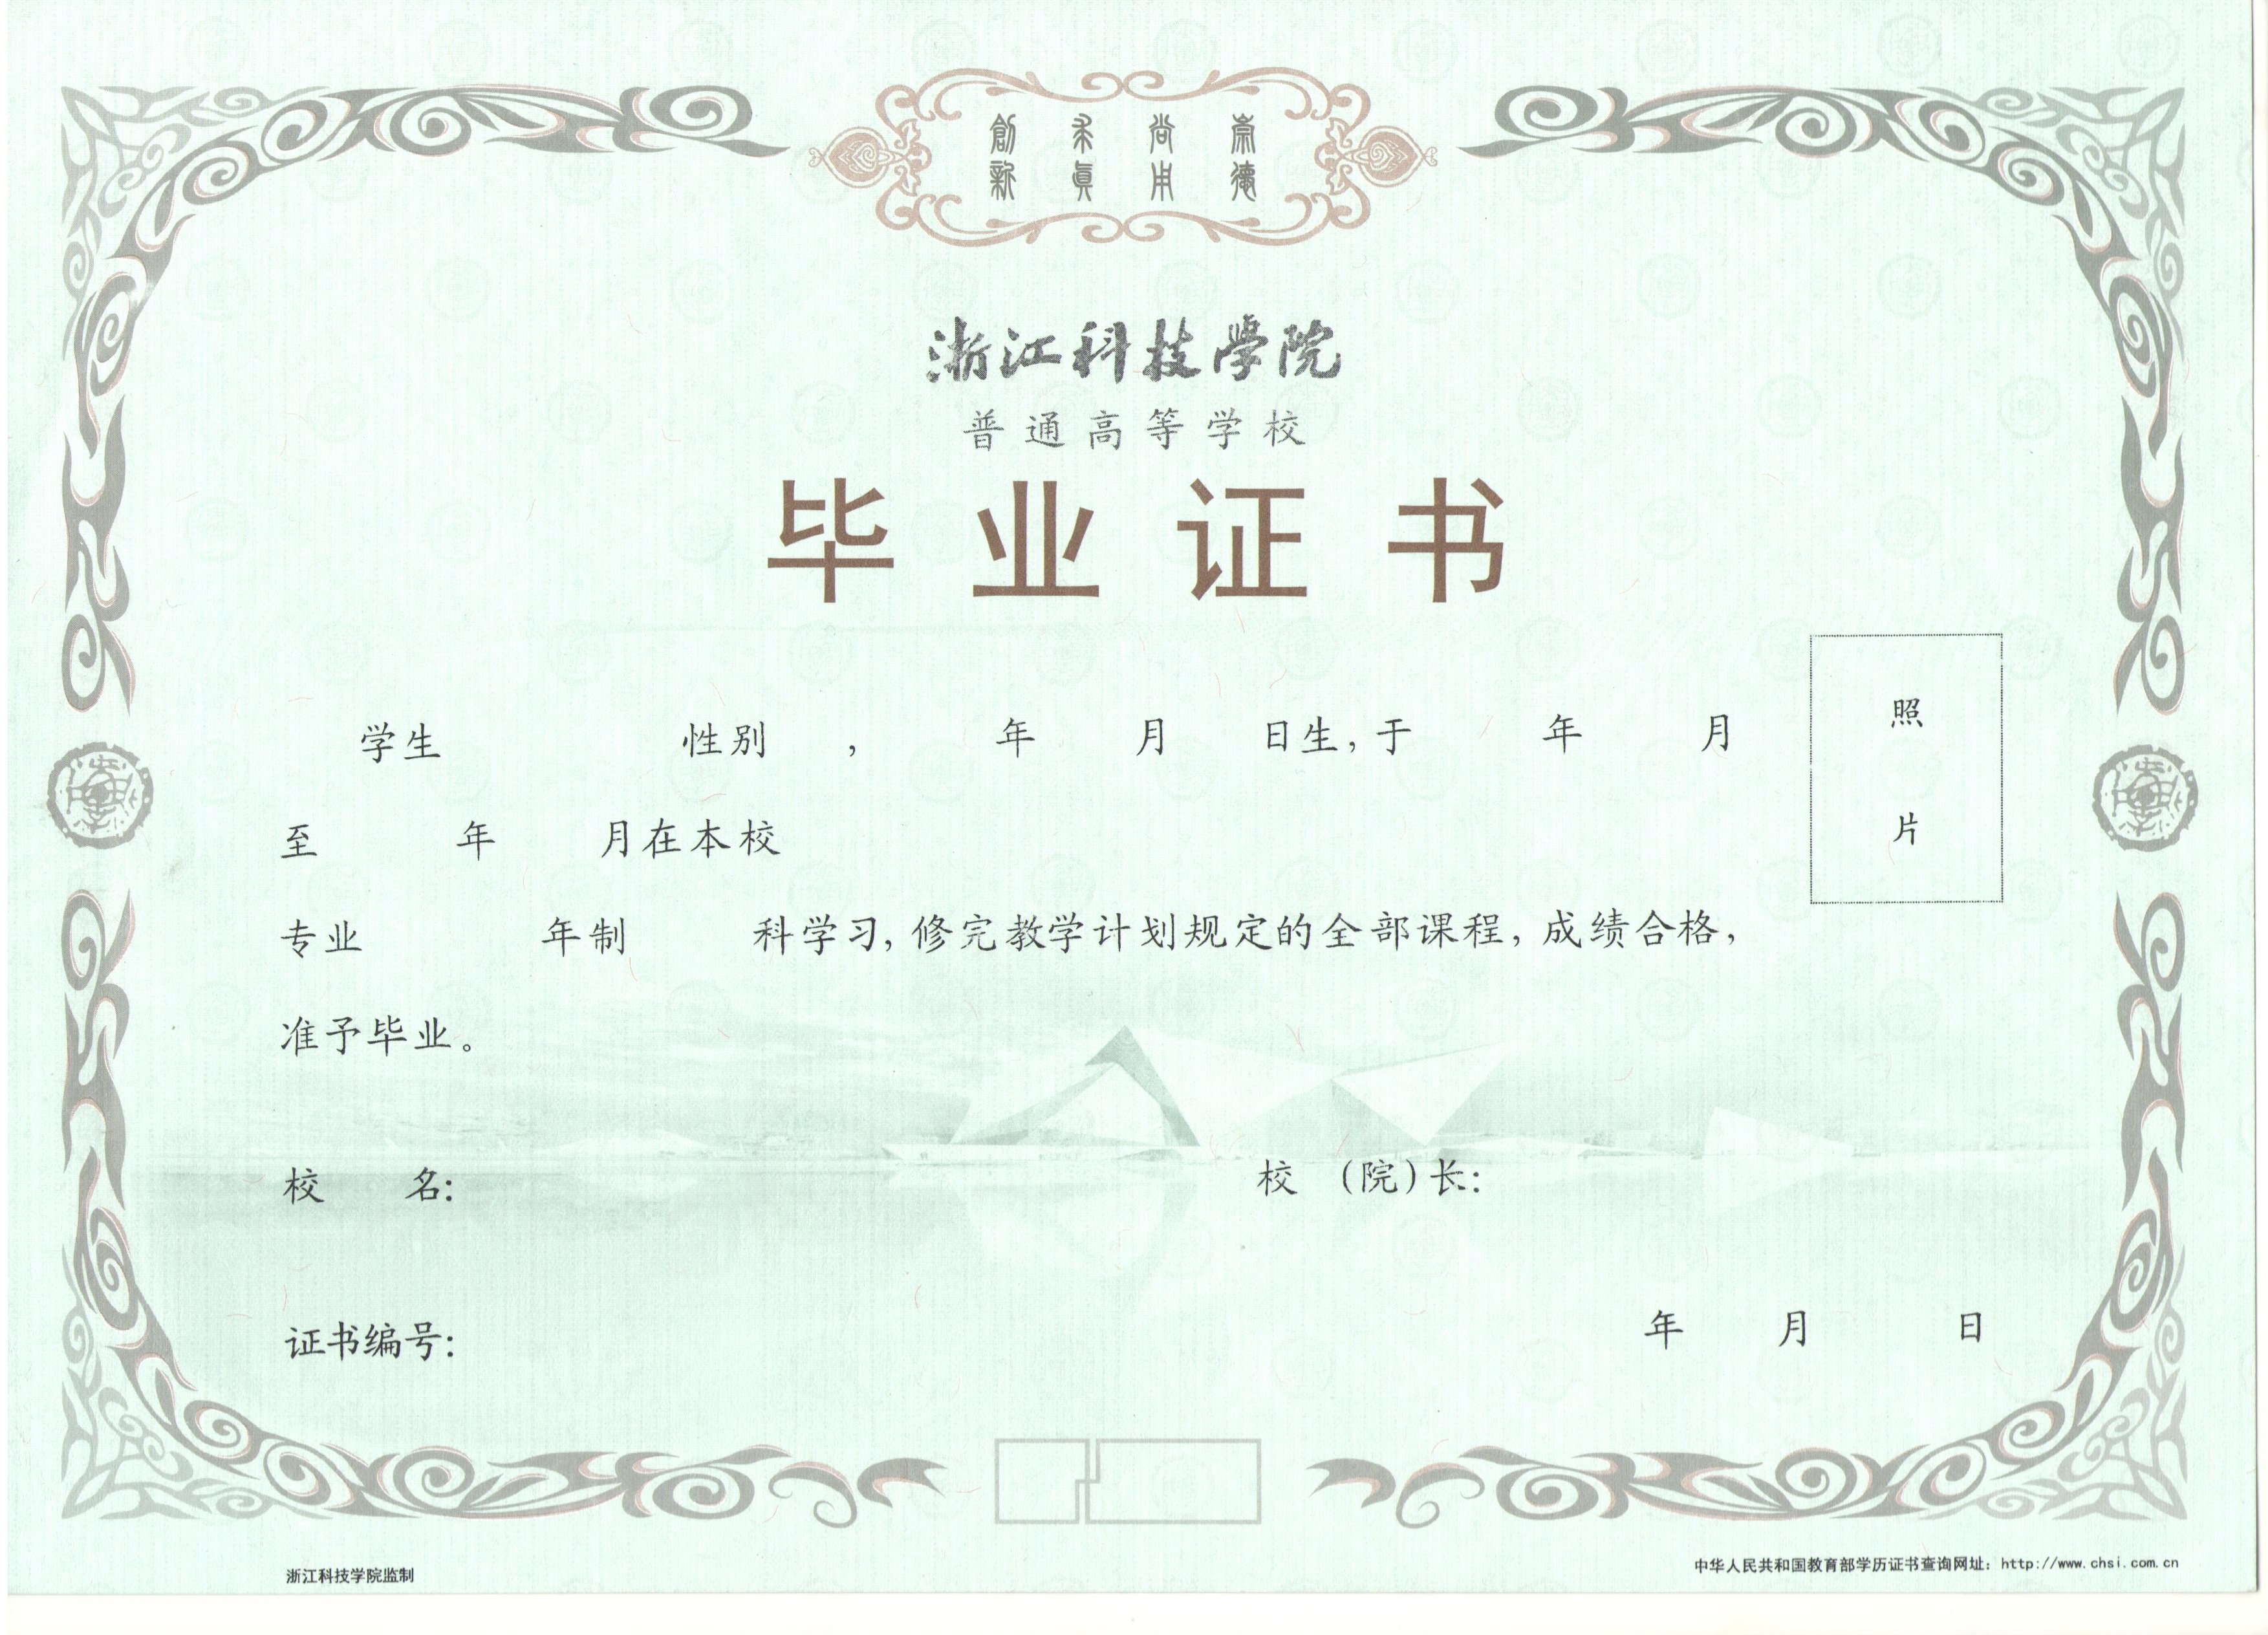 崇德 尚用 求真 創新
浙江科技学院
普通高等学校
毕业证书
学生 性别 , 年 月 日生, 于 年 月
照片
至 年 月在本校
专业 年制 科学习, 修完教学计划规定的全部课程, 成绩合格,
准予毕业。
校 名: 校 (院)长:
证书编号: 年 月 日
浙江科技学院监制 中华人民共和国教育部学历证书查询网址: http://www.chsi.com.cn